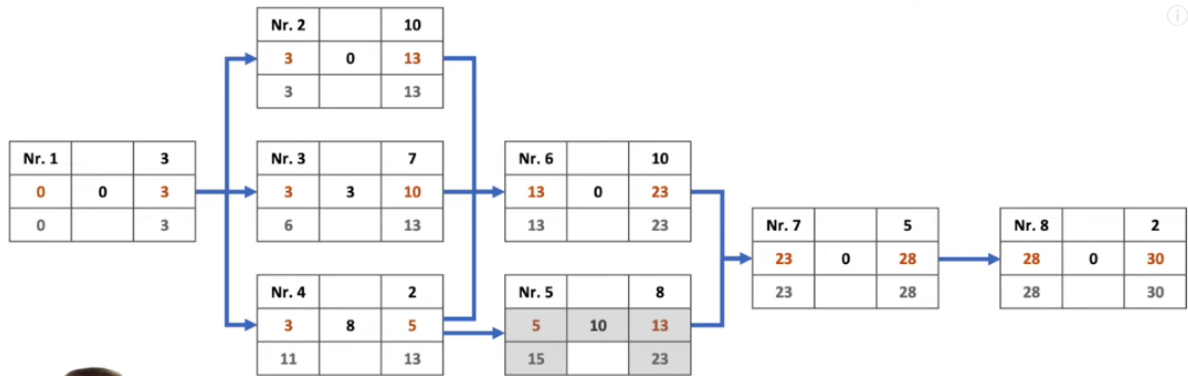 Nr. 2 10
3 0 13
3 13
Nr. 1 3
0 0 3
0 3
Nr. 3 7
3 3 10
6 13
Nr. 4 2
3 8 5
11 13
Nr. 6 10
13 0 23
13 23
Nr. 5 8
5 10 13
15 23
Nr. 7 5
23 0 28
23 28
Nr. 8 2
28 0 30
28 30